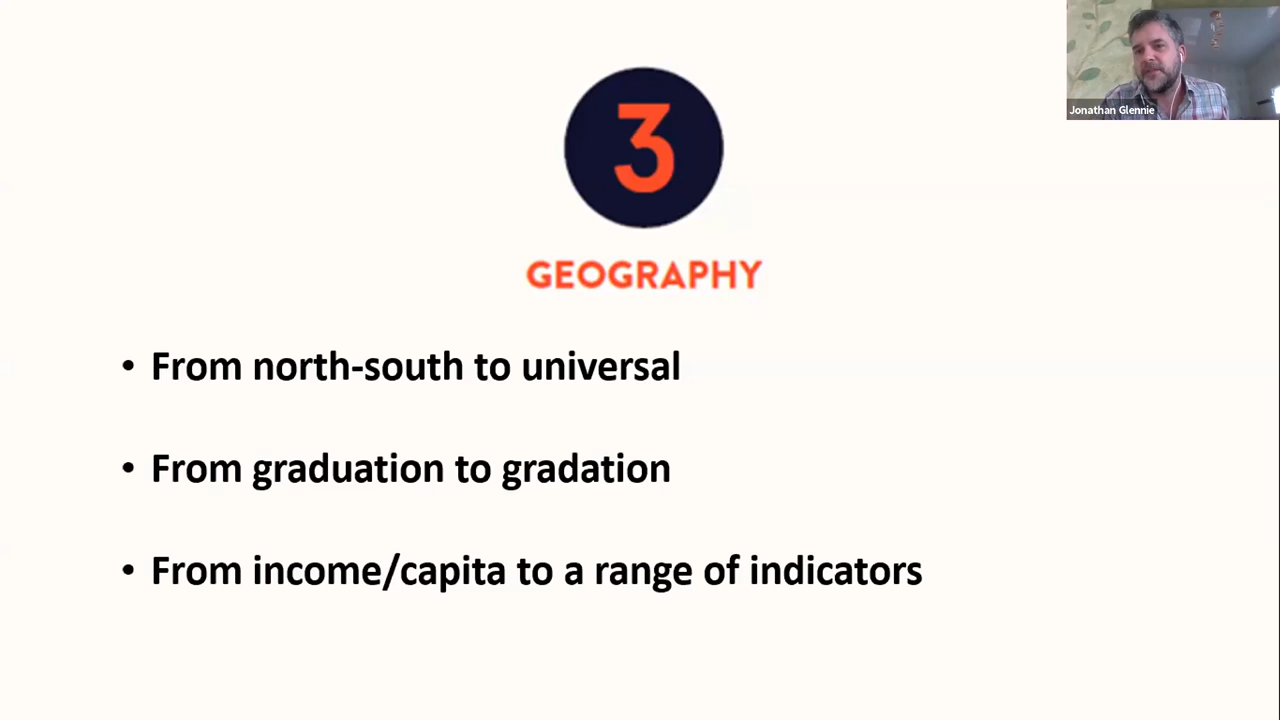 Jonathan Glennie
3
GEOGRAPHY
• From north-south to universal
• From graduation to gradation
• From income/capita to a range of indicators